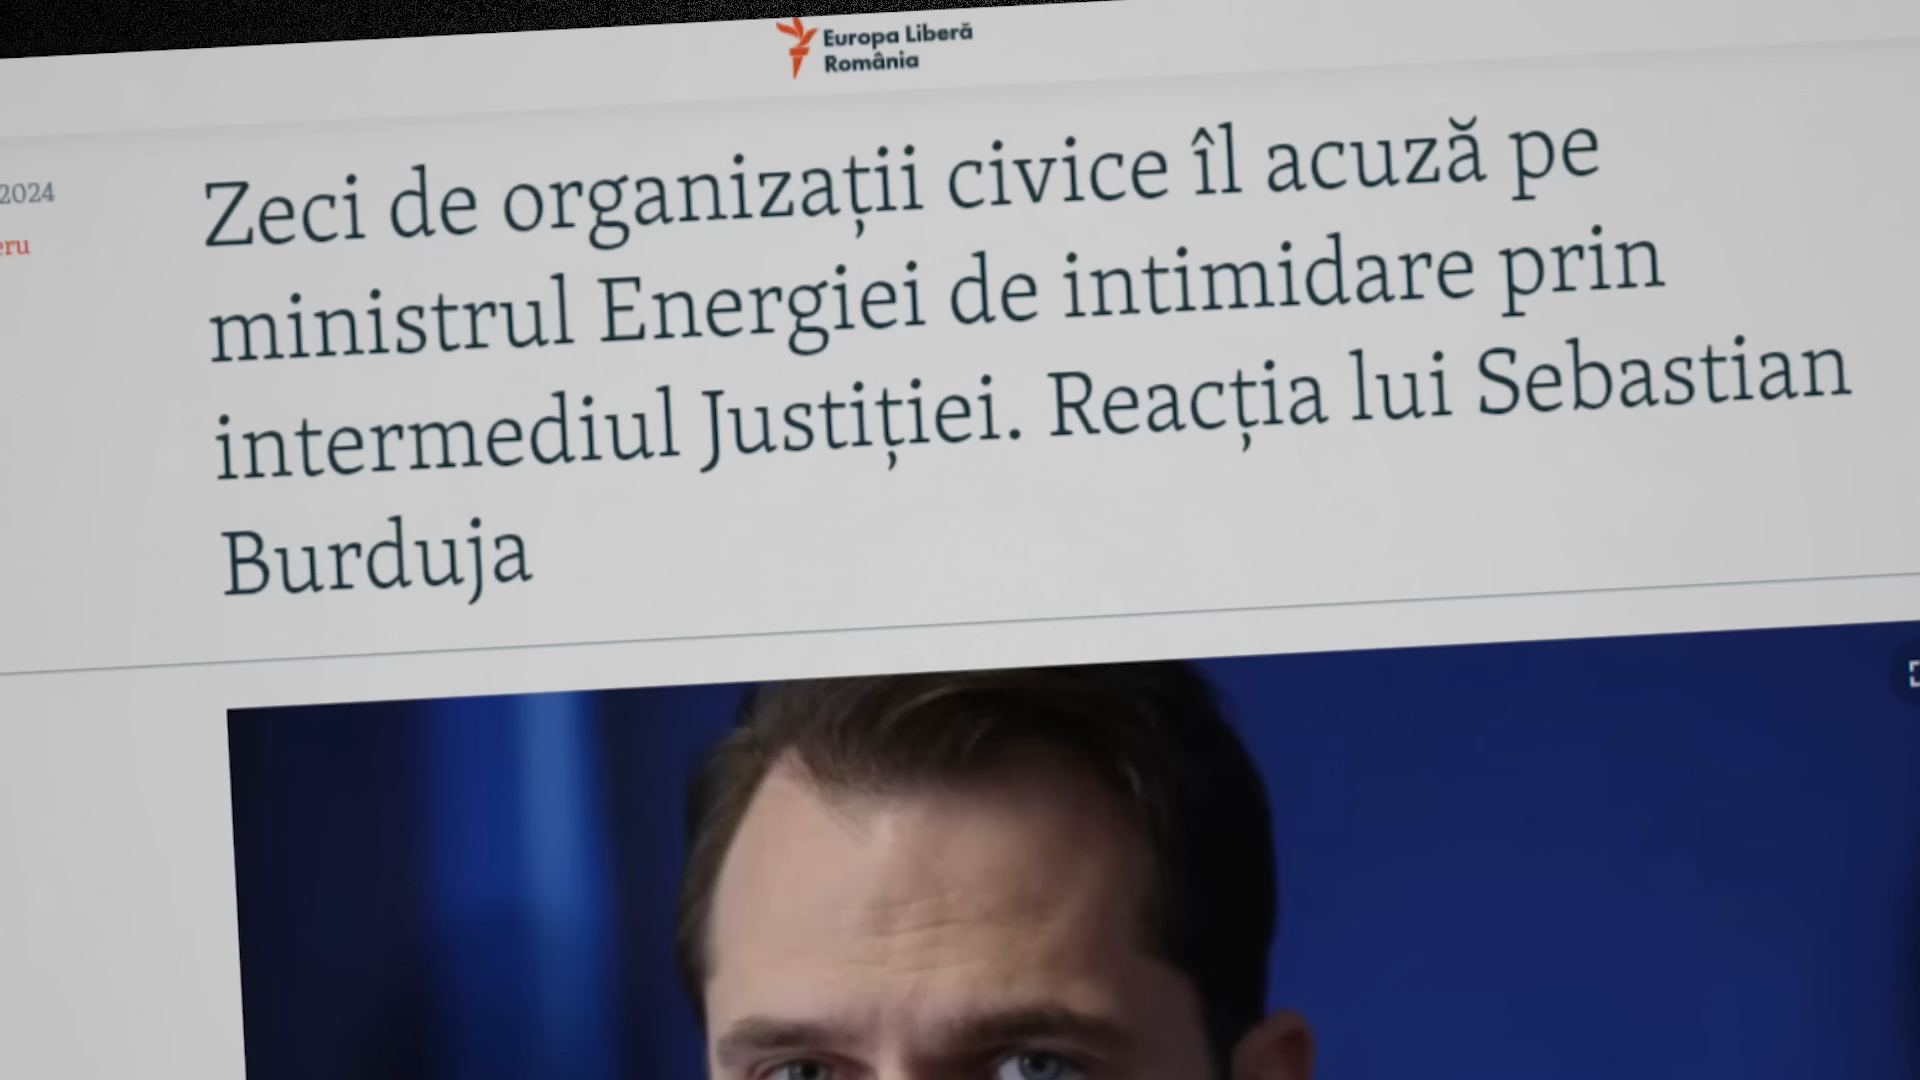 Europa Liberă
România
2024
Zeci de organizații civice îl acuză pe
ministrul Energiei de intimidare prin
intermediul Justiției. Reacția lui Sebastian
Burduja